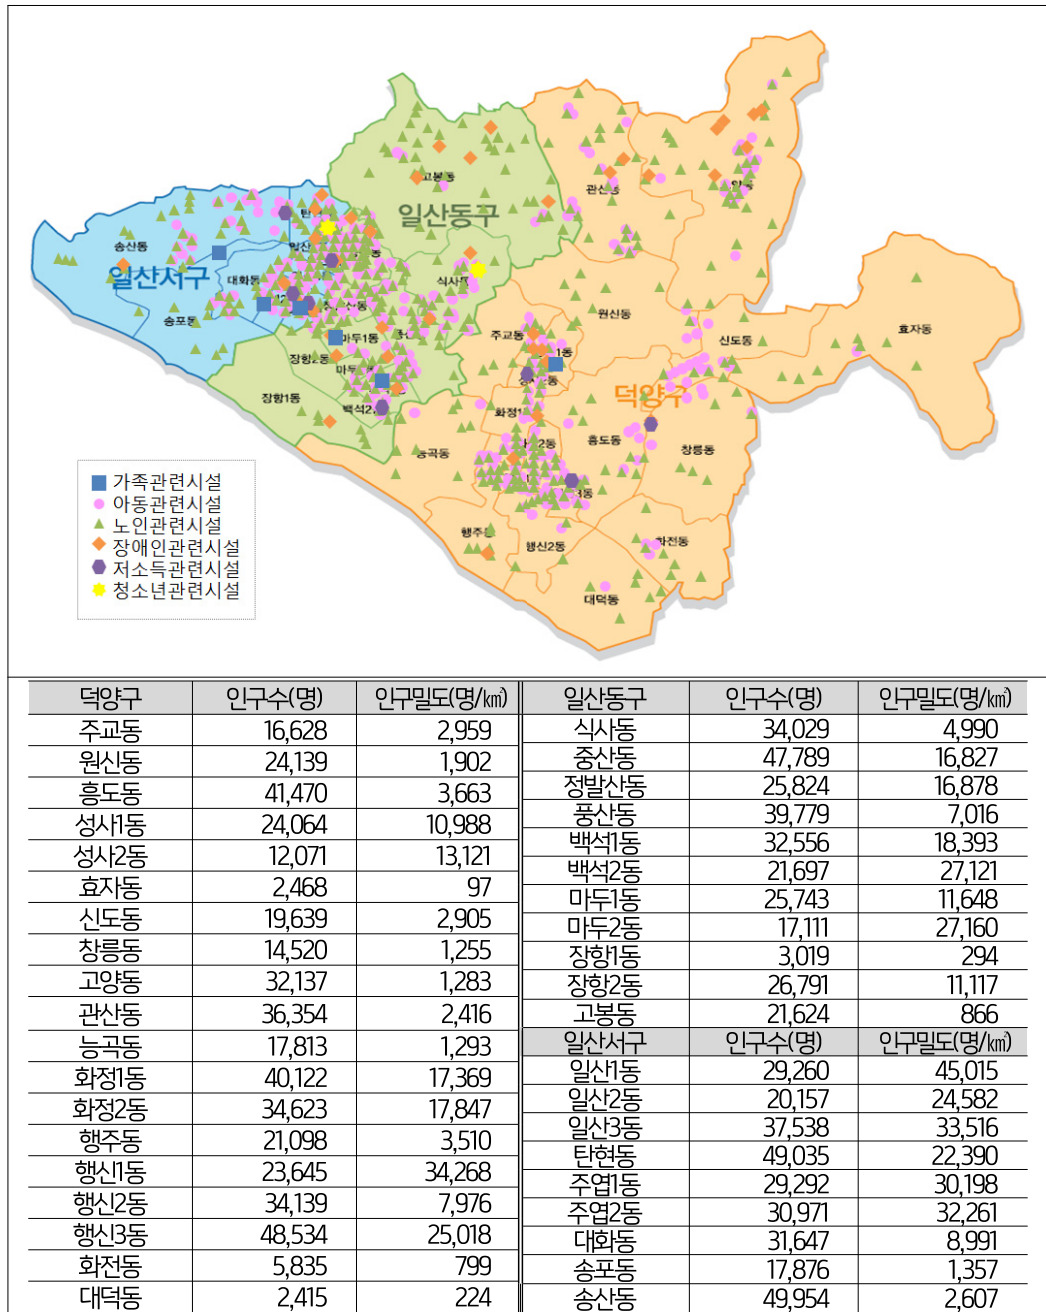 고봉동
관산동
일산동구
송산동
일산서구
대화동
식사동
송포동
원신동
주교동
신도동
효자동
마두1동
장항2동
장항1동
백석2동
덕양구
화정1
흥도동
창릉동
능곡동
행주동
행신2동
화전동
대덕동
가족관련시설
아동관련시설
노인관련시설
장애인관련시설
저소득관련시설
청소년관련시설
덕양구 인구수(명) 인구밀도(명/㎢) 일산동구 인구수(명) 인구밀도(명/㎢)
주교동 16,628 2,959 식사동 34,029 4,990
원신동 24,139 1,902 중산동 47,789 16,827
흥도동 41,470 3,663 정발산동 25,824 16,878
성사1동 24,064 10,988 풍산동 39,779 7,016
성사2동 12,071 13,121 백석1동 32,556 18,393
효자동 2,468 97 백석2동 21,697 27,121
신도동 19,639 2,905 마두1동 25,743 11,648
창릉동 14,520 1,255 마두2동 17,111 27,160
고양동 32,137 1,283 장항1동 3,019 294
관산동 36,354 2,416 장항2동 26,791 11,117
능곡동 17,813 1,293 고봉동 21,624 866
화정1동 40,122 17,369 일산서구 인구수(명) 인구밀도(명/㎢)
화정2동 34,623 17,847 일산1동 29,260 45,015
행주동 21,098 3,510 일산2동 20,157 24,582
행신1동 23,645 34,268 일산3동 37,538 33,516
행신2동 34,139 7,976 탄현동 49,035 22,390
행신3동 48,534 25,018 주엽1동 29,292 30,198
화전동 5,835 799 주엽2동 30,971 32,261
대덕동 2,415 224 대화동 31,647 8,991
송포동 17,876 1,357
송산동 49,954 2,607